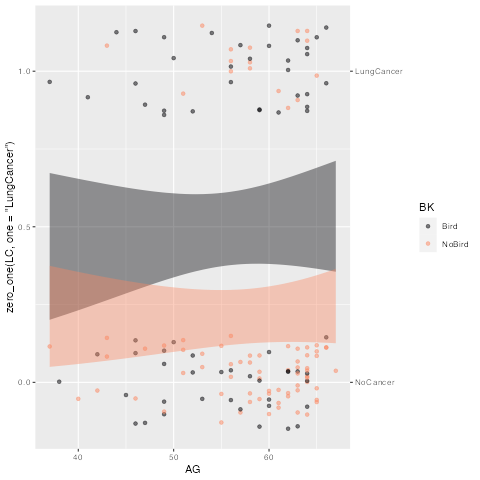 1.0
0.5
0.0
LungCancer
NoCancer
40
50
60
AG
zero_one(LC, one = "LungCancer")
BK
Bird
NoBird